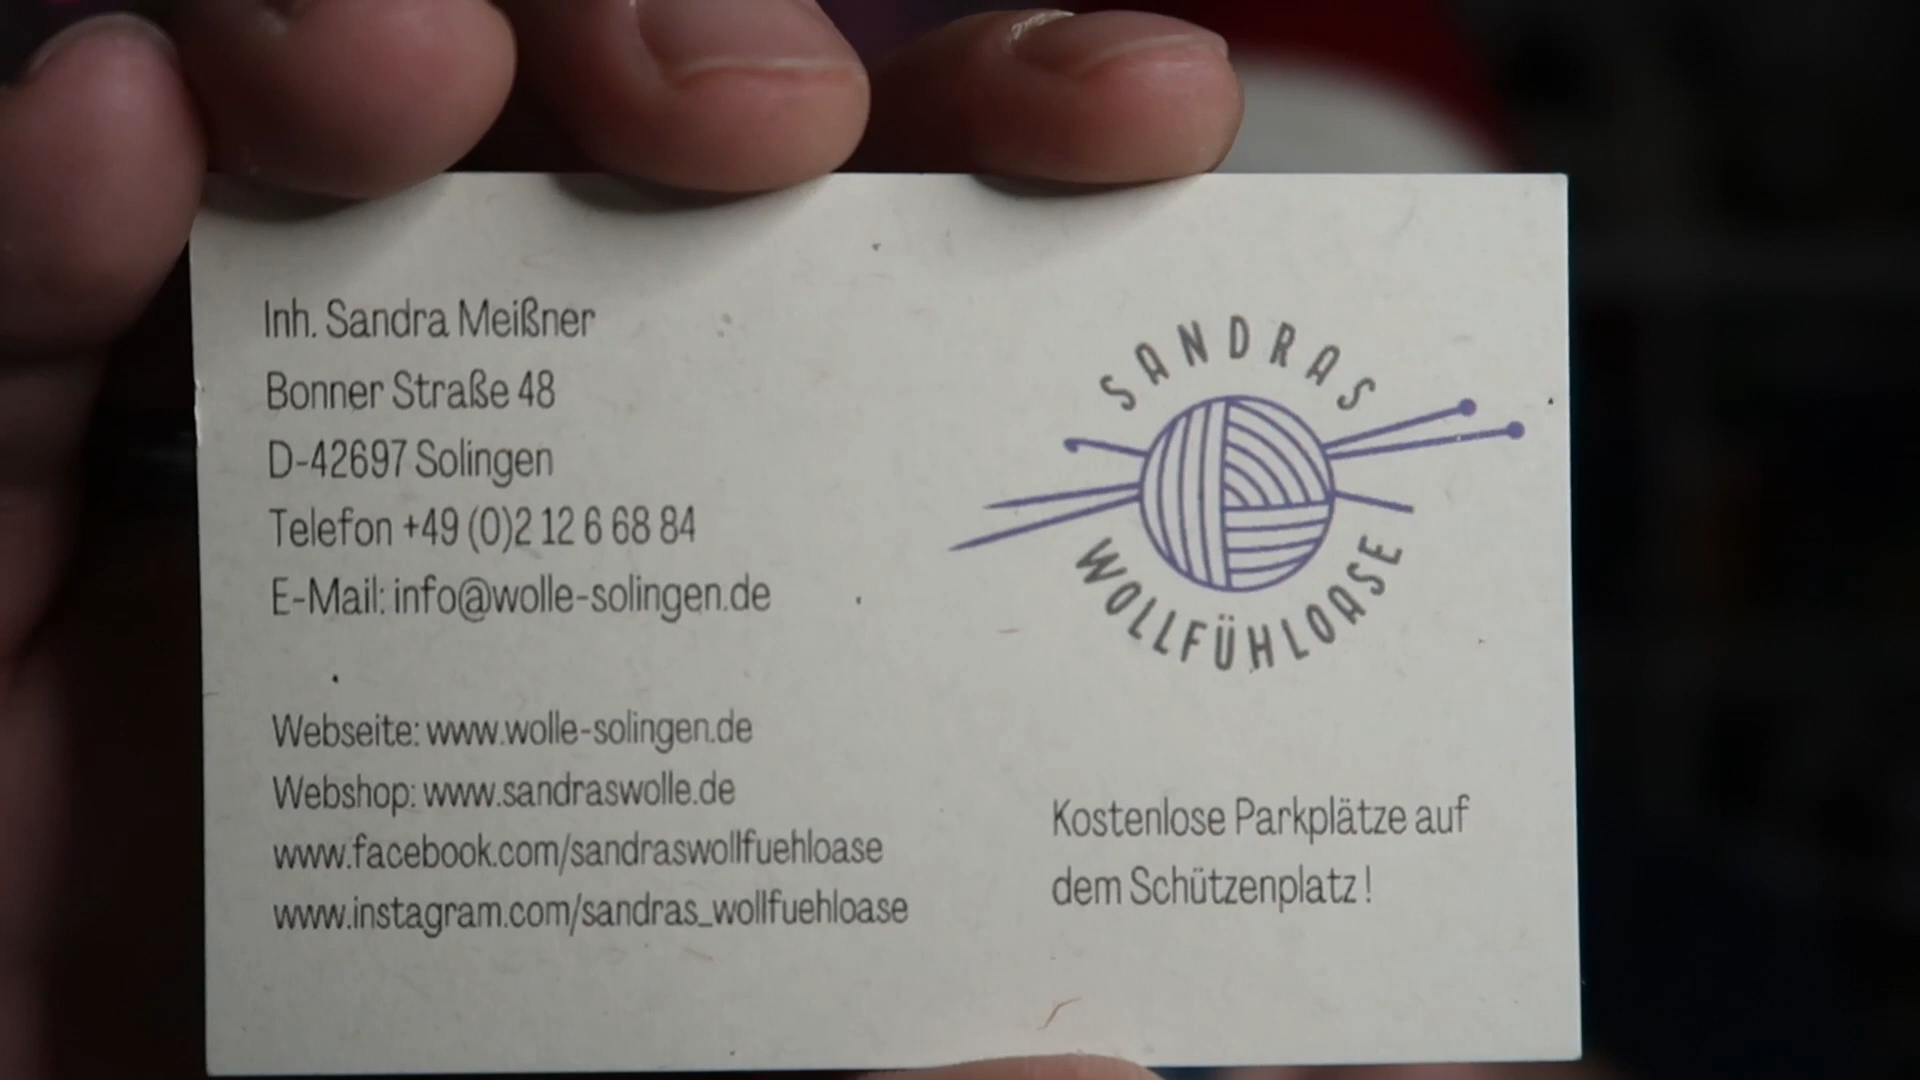 Inh. Sandra Meißner
Bonner Straße 48
D-42697 Solingen
Telefon +49 (0)2 12 6 68 84
E-Mail: info@wolle-solingen.de
Webseite: www.wolle-solingen.de
Webshop: www.sandraswolle.de
www.facebook.com/sandraswollfuehloase
www.instagram.com/sandras_wollfuehloase
SANDRAS
WOLLFÜHLOASE
Kostenlose Parkplätze auf
dem Schützenplatz !